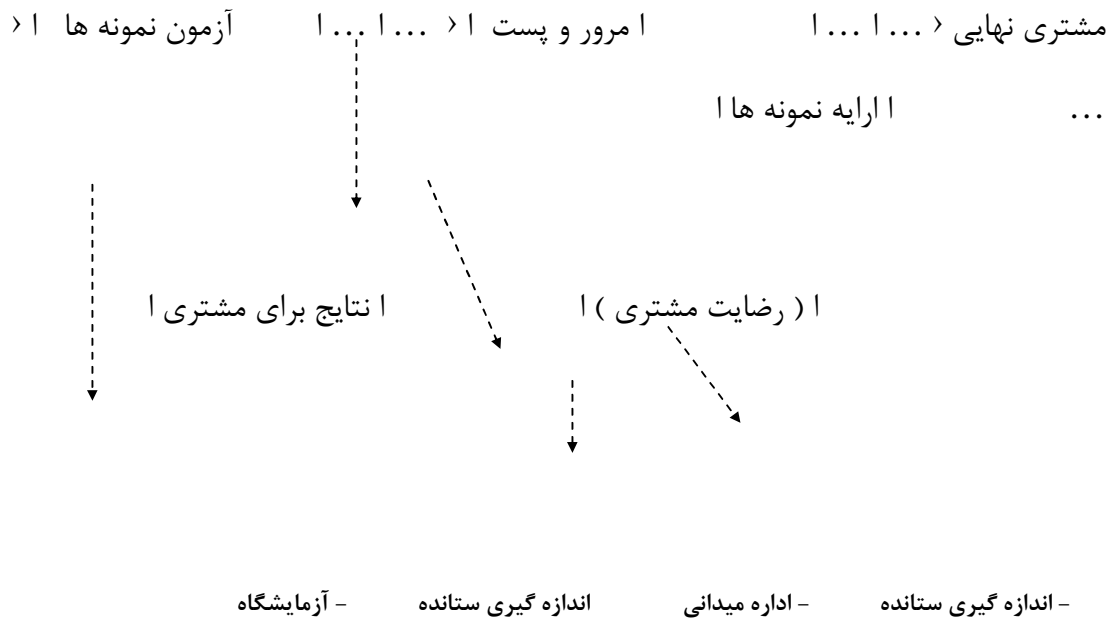 مشتری نهایی < ... ا ... ا ا مرور و پست ا < ... ا ... ا آزمون نمونه ها ا <
... ا ارایه نمونه ها ا
ا ( رضایت مشتری ) ا ا نتایج برای مشتری ا
- اندازه گیری ستانده - اداره میدانی اندازه گیری ستانده - آزمایشگاه